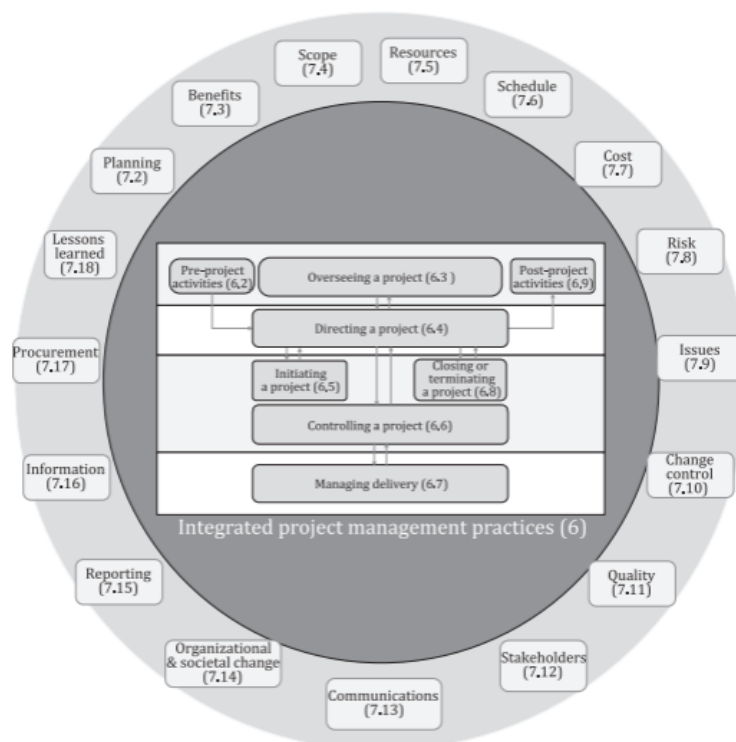 Scope
(7.4)
Resources
(7.5)
Schedule
(7.6)
Cost
(7.7)
Risk
(7.8)
Issues
(7.9)
Change
control
(7.10)
Quality
(7.11)
Stakeholders
(7.12)
Communications
(7.13)
Organizational
& societal change
(7.14)
Reporting
(7.15)
Information
(7.16)
Procurement
(7.17)
Lessons
learned
(7.18)
Planning
(7.2)
Benefits
(7.3)
Pre-project
activities (6.2)
Overseeing a project (6.3 )
Post-project
activities (6.9)
Directing a project (6.4)
Initiating
a project (6.5)
Closing or
terminating
a project (6.8)
Controlling a project (6.6)
Managing delivery (6.7)
Integrated project management practices (6)